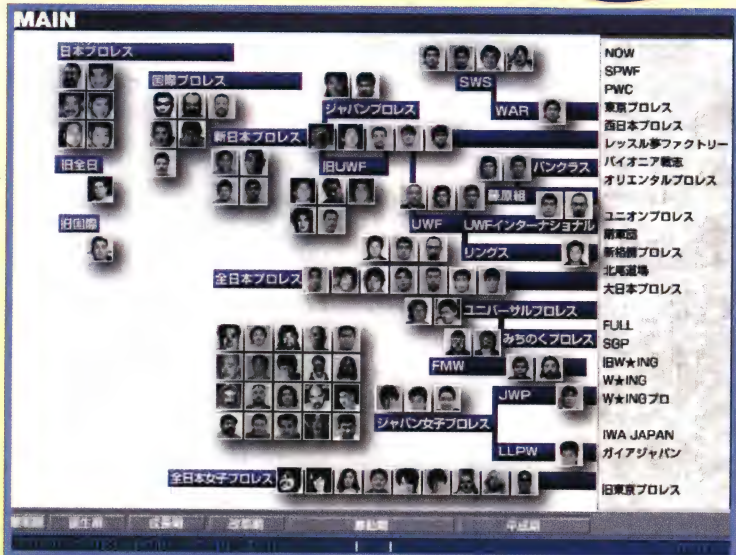 MAIN
日本プロレス
国際プロレス
SWS
ジャパンプロレス
WAR
新日本プロレス
旧全日
旧UWF
パンクラス
藤原組
旧国際
UWF
UWFインターナショナル
リングス
全日本プロレス
ユニバーサルプロレス
みちのくプロレス
FMW
JWP
ジャパン女子プロレス
LLPW
全日本女子プロレス
NOW
SPWF
PWC
東京プロレス
西日本プロレス
レッスル夢ファクトリー
パイオニア戦志
オリエンタルプロレス
ユニオンプロレス
新格闘プロレス
北尾道場
大日本プロレス
FULL
SGP
旧W★ING
W★ING
W★INGプロ
IWA JAPAN
ガイアジャパン
旧東京プロレス
誕生期
成長期